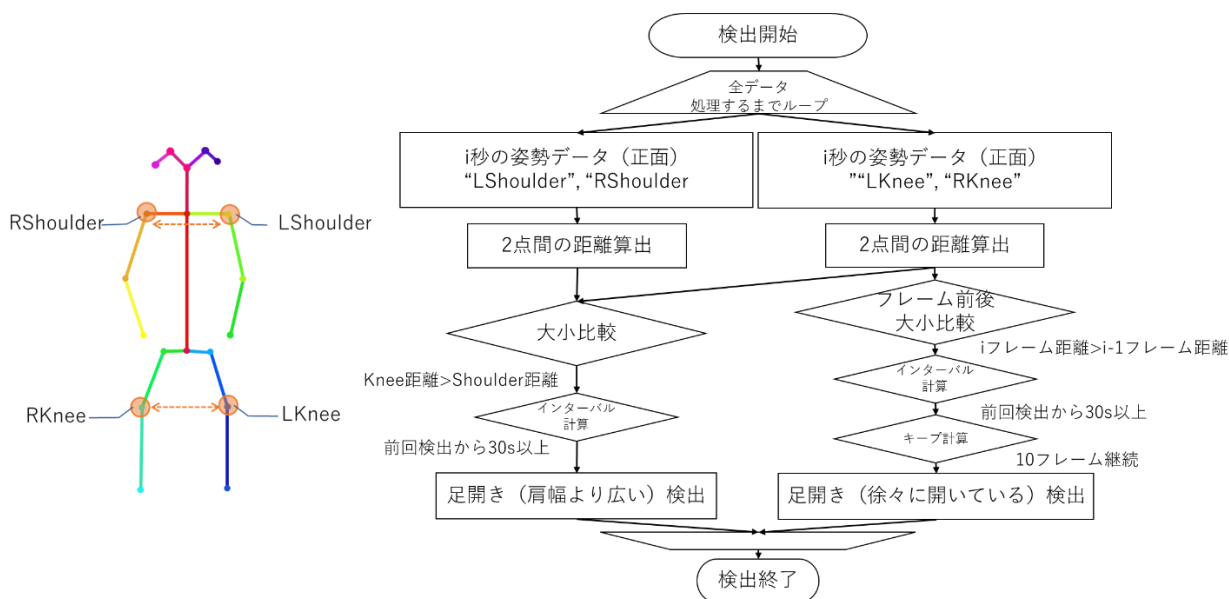 検出開始
全データ
処理するまでループ
i秒の姿勢データ（正面）
“LShoulder”, “RShoulder
i秒の姿勢データ（正面）
”“LKnee”, “RKnee”
RShoulder
LShoulder
2点間の距離算出
2点間の距離算出
大小比較
フレーム前後
大小比較
iフレーム距離>i-1フレーム距離
Knee距離>Shoulder距離
インターバル
計算
RKnee
LKnee
インターバル
計算
前回検出から30s以上
前回検出から30s以上
キープ計算
10フレーム継続
足開き（肩幅より広い）検出
足開き（徐々に開いている）検出
検出終了